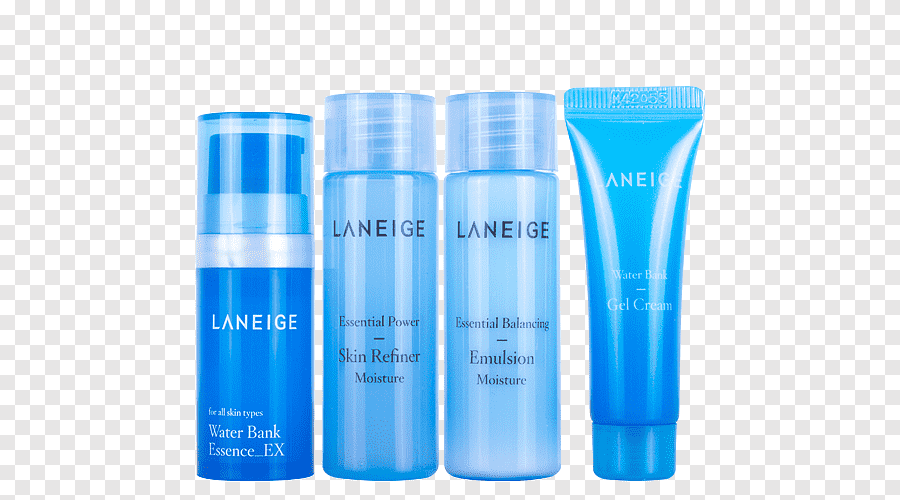 LANEIGE
for all skin types
Water Bank
Essence_EX
LANEIGE
Essential Power
Skin Refiner
Moisture
LANEIGE
Essential Balancing
Emulsion
Moisture
LANEIGE
Water Bank
Gel Cream